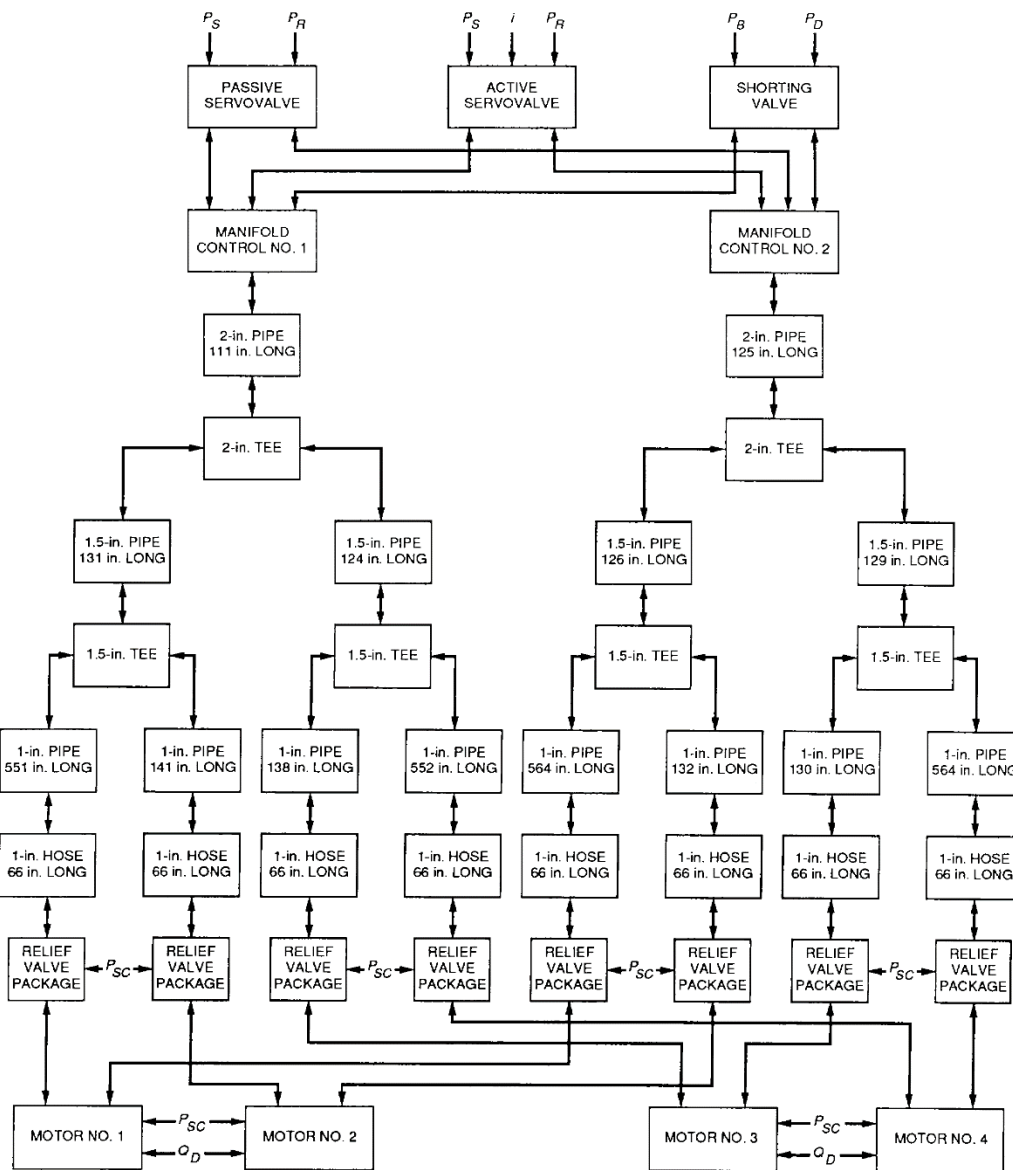 P_S P_R P_S i P_R P_B P_D
PASSIVE
SERVOVALVE
ACTIVE
SERVOVALVE
SHORTING
VALVE
MANIFOLD
CONTROL NO. 1
MANIFOLD
CONTROL NO. 2
2-in. PIPE
111 in. LONG
2-in. PIPE
125 in. LONG
2-in. TEE
2-in. TEE
1.5-in. PIPE
131 in. LONG
1.5-in. PIPE
124 in. LONG
1.5-in. PIPE
126 in. LONG
1.5-in. PIPE
129 in. LONG
1.5-in. TEE
1.5-in. TEE
1.5-in. TEE
1.5-in. TEE
1-in. PIPE
551 in. LONG
1-in. PIPE
141 in. LONG
1-in. PIPE
138 in. LONG
1-in. PIPE
552 in. LONG
1-in. PIPE
564 in. LONG
1-in. PIPE
132 in. LONG
1-in. PIPE
130 in. LONG
1-in. PIPE
564 in. LONG
1-in. HOSE
66 in. LONG
1-in. HOSE
66 in. LONG
1-in. HOSE
66 in. LONG
1-in. HOSE
66 in. LONG
1-in. HOSE
66 in. LONG
1-in. HOSE
66 in. LONG
1-in. HOSE
66 in. LONG
1-in. HOSE
66 in. LONG
RELIEF
VALVE
PACKAGE
P_SC
RELIEF
VALVE
PACKAGE
RELIEF
VALVE
PACKAGE
P_SC
RELIEF
VALVE
PACKAGE
RELIEF
VALVE
PACKAGE
P_SC
RELIEF
VALVE
PACKAGE
RELIEF
VALVE
PACKAGE
P_SC
RELIEF
VALVE
PACKAGE
MOTOR NO. 1
P_SC
Q_D
MOTOR NO. 2
MOTOR NO. 3
P_SC
Q_D
MOTOR NO. 4